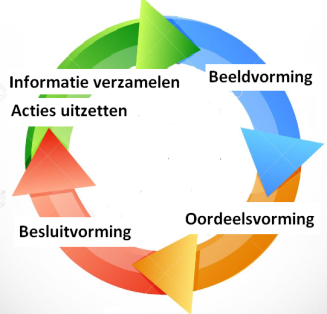 Informatie verzamelen
Acties uitzetten
Beeldvorming
Oordeelsvorming
Besluitvorming